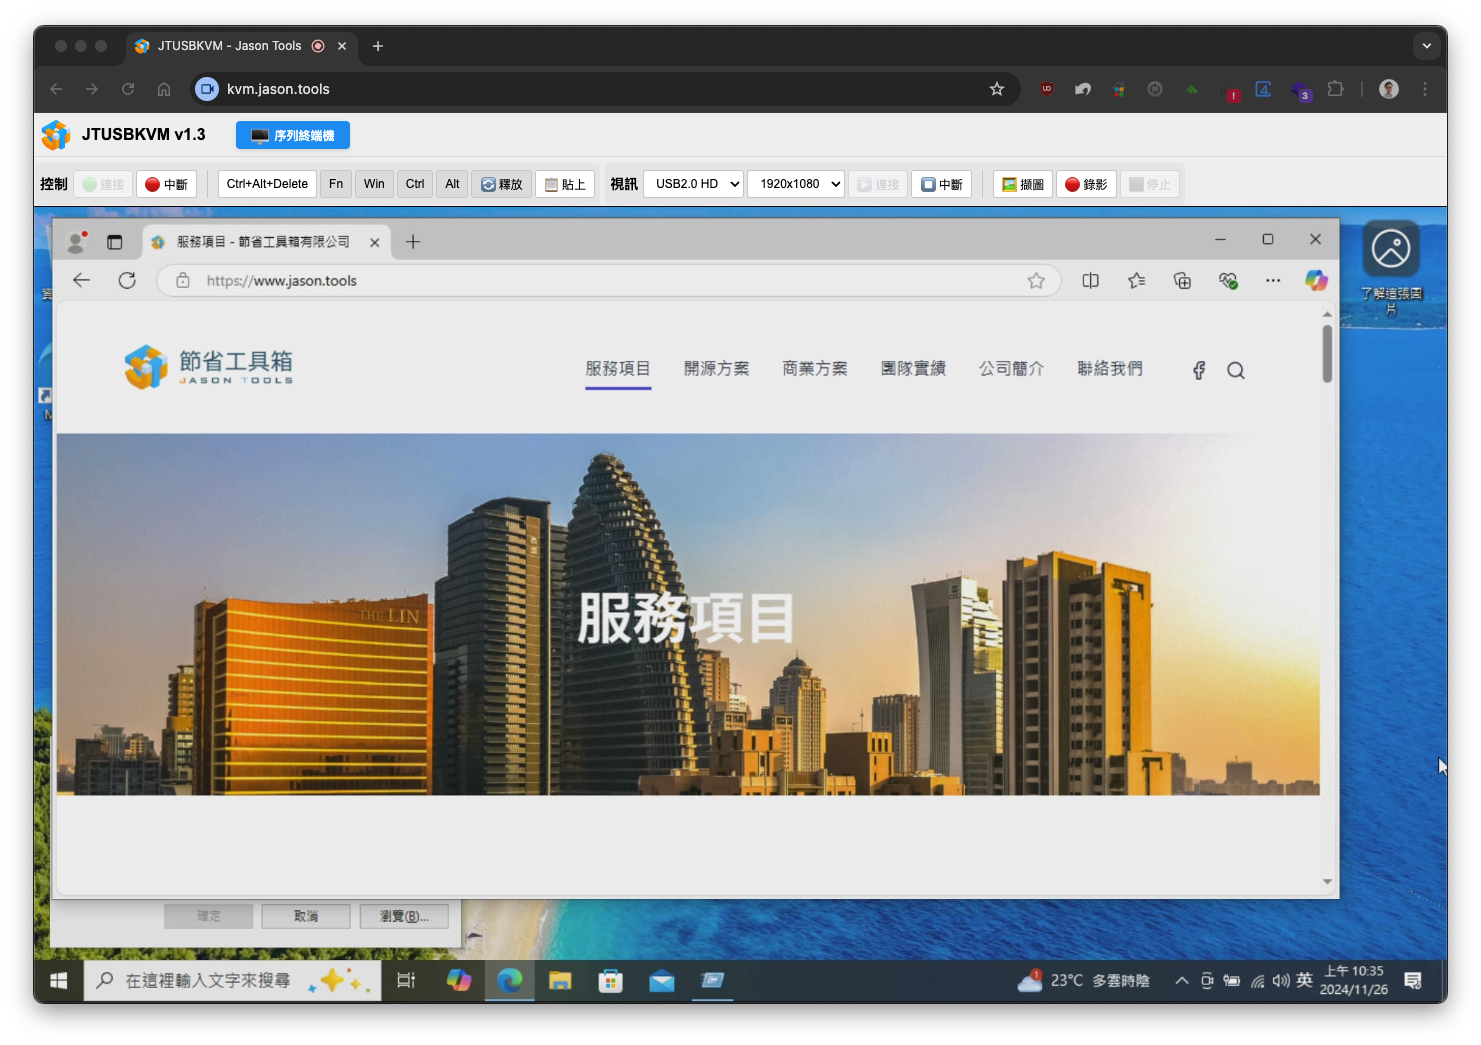 JTUSBKVM - Jason Tools
kvm.jason.tools
UD
!
4
3
JTUSBKVM v1.3
序列終端機
控制
連接
中斷
Ctrl+Alt+Delete
Fn
Win
Ctrl
Alt
釋放
貼上
視訊
USB2.0 HD
1920x1080
連接
中斷
擷圖
錄影
停止
服務項目 - 節省工具箱有限公司
https://www.jason.tools
了解這張圖
片
節省工具箱
JASON TOOLS
服務項目
開源方案
商業方案
團隊實績
公司簡介
聯絡我們
THE LIN
服務項目
確定
取消
瀏覽(B)...
在這裡輸入文字來搜尋
1
23°C 多雲時陰
英
上午 10:35
2024/11/26